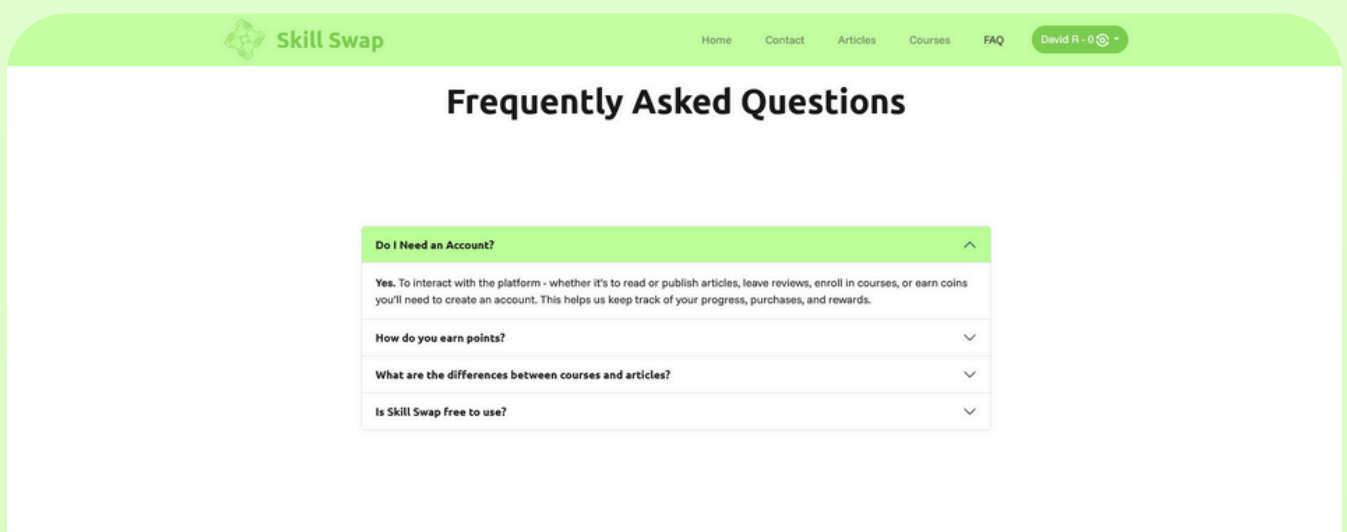 Skill Swap
Home
Contact
Articles
Courses
FAQ
David R - 0
Frequently Asked Questions
Do I Need an Account?
Yes. To interact with the platform - whether it's to read or publish articles, leave reviews, enroll in courses, or earn coins
you'll need to create an account. This helps us keep track of your progress, purchases, and rewards.
How do you earn points?
What are the differences between courses and articles?
Is Skill Swap free to use?